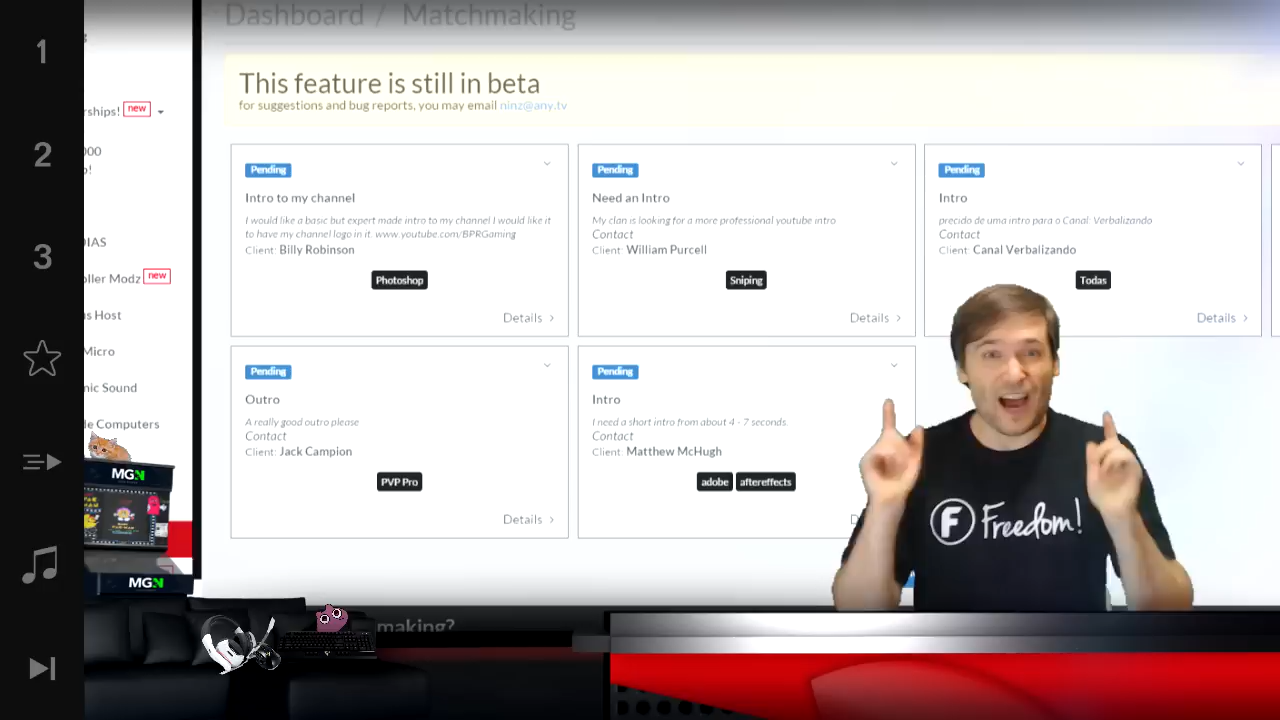 Dashboard / Matchmaking
This feature is still in beta
for suggestions and bug reports, you may email ninz@any.tv
1
2
3
rships! new
000
p!
DIAS
oller Modz new
s Host
Micro
nic Sound
le Computers
MGN
MGN
Pending
Intro to my channel
I would like a basic but expert made intro to my channel I would like it
to have my channel logo in it. www.youtube.com/BPRGaming
Client: Billy Robinson
Photoshop
Details
Pending
Need an Intro
My clan is looking for a more professional youtube intro
Contact
Client: William Purcell
Sniping
Details
Pending
Intro
precido de uma intro para o Canal: Verbalizando
Contact
Client: Canal Verbalizando
Todas
Details
Pending
Outro
A really good outro please
Contact
Client: Jack Campion
PVP Pro
Details
Pending
Intro
I need a short intro from about 4 - 7 seconds.
Contact
Client: Matthew McHugh
adobe aftereffects
F Freedom!
making?